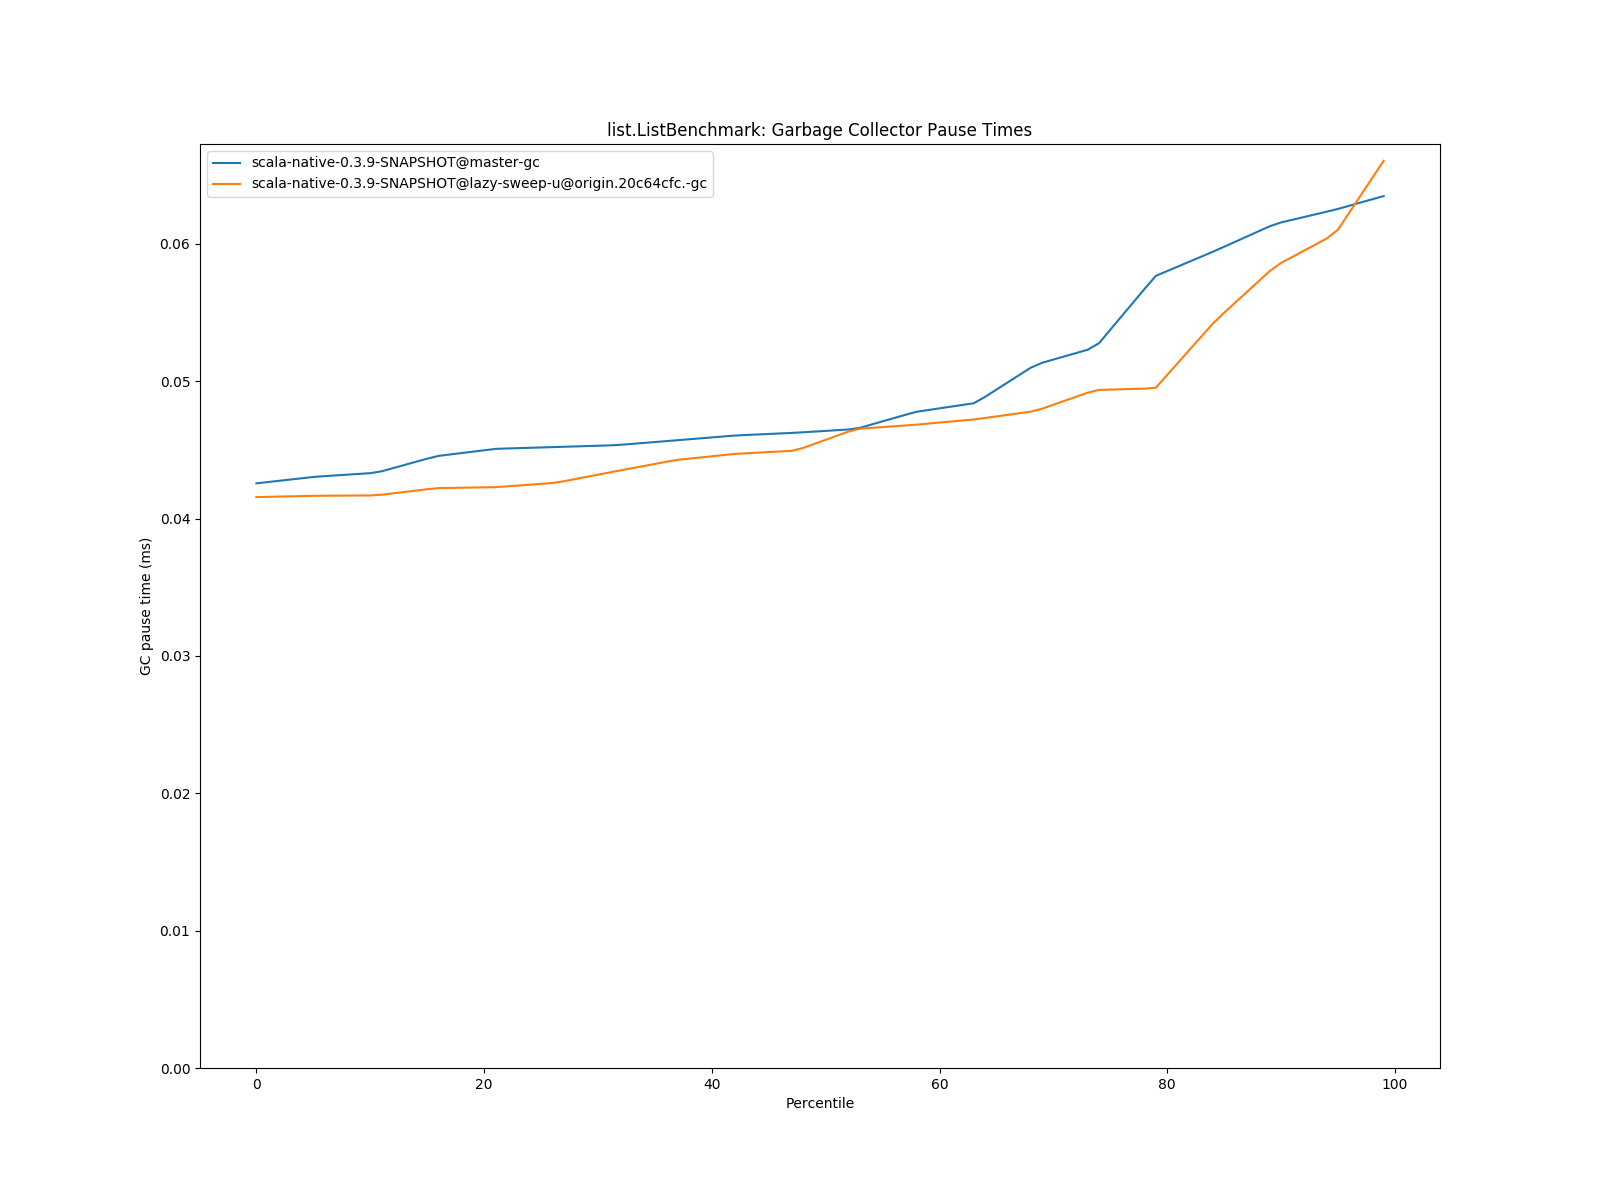 list.ListBenchmark: Garbage Collector Pause Times
scala-native-0.3.9-SNAPSHOT@master-gc
scala-native-0.3.9-SNAPSHOT@lazy-sweep-u@origin.20c64cfc.-gc
GC pause time (ms)
0.06
0.05
0.04
0.03
0.02
0.01
0.00
0 20 40 60 80 100
Percentile